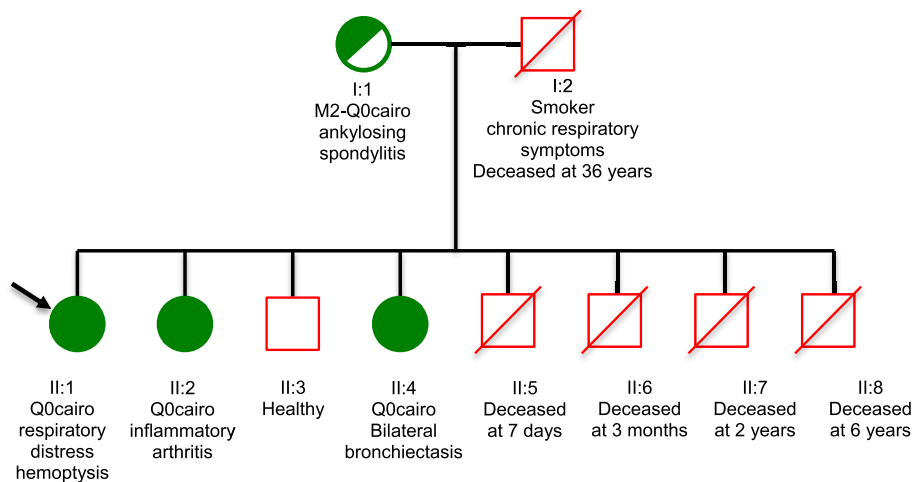 I:1
M2-Q0cairo
ankylosing
spondylitis
I:2
Smoker
chronic respiratory
symptoms
Deceased at 36 years
II:1
Q0cairo
respiratory
distress
hemoptysis
II:2
Q0cairo
inflammatory
arthritis
II:3
Healthy
II:4
Q0cairo
Bilateral
bronchiectasis
II:5
Deceased
at 7 days
II:6
Deceased
at 3 months
II:7
Deceased
at 2 years
II:8
Deceased
at 6 years